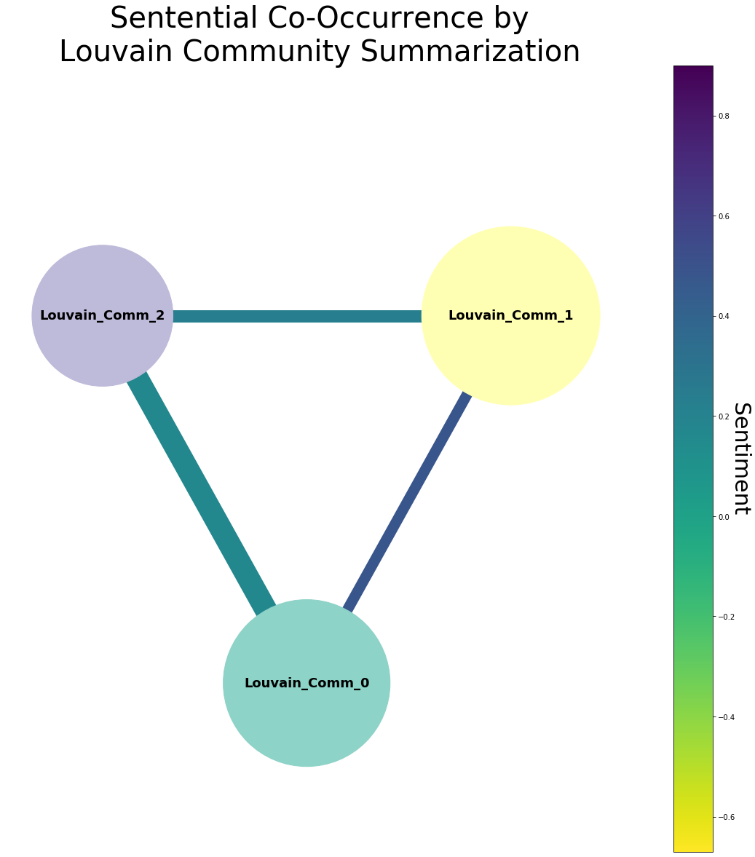 Sentential Co-Occurrence by
Louvain Community Summarization
0.8
0.6
Louvain_Comm_2
Louvain_Comm_1
0.4
0.2
Sentiment
0.0
−0.2
Louvain_Comm_0
−0.4
−0.6